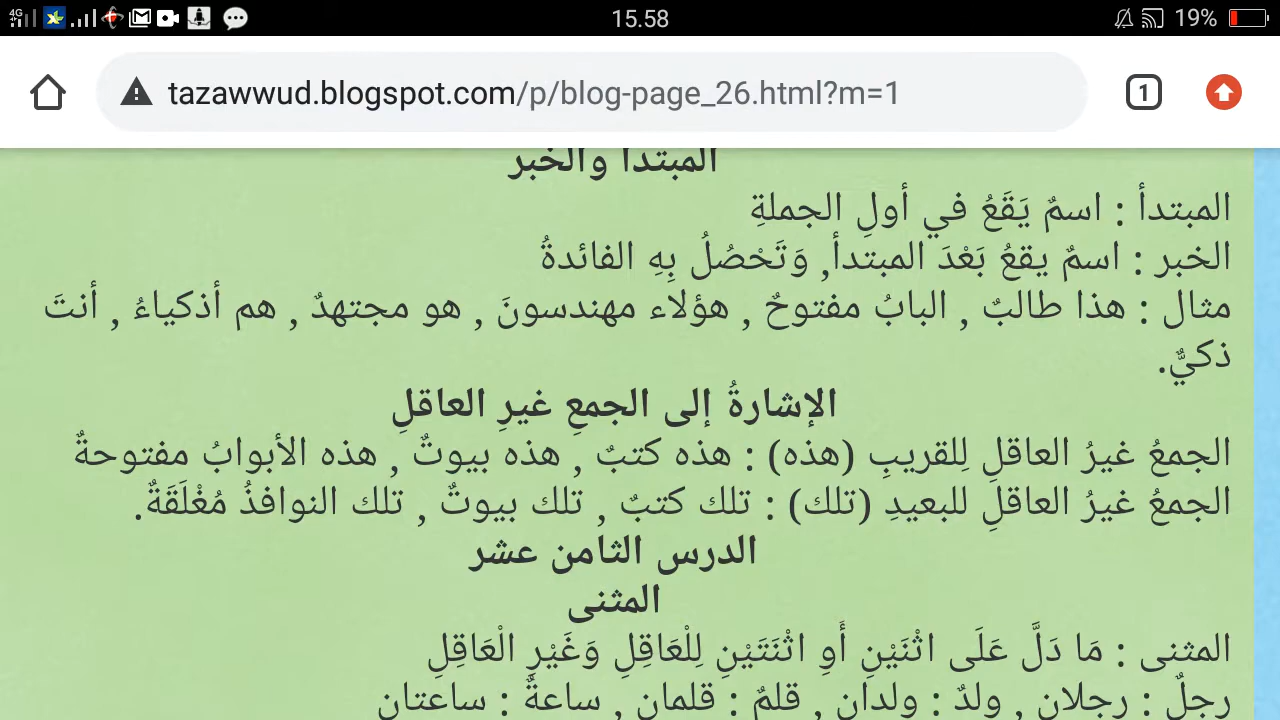 4G 15.58 19%
tazawwud.blogspot.com/p/blog-page_26.html?m=1 1
المبتدأ والخبر
المبتدأ : اسمٌ يَقَعُ في أولِ الجملةِ
الخبر : اسمٌ يقعُ بَعْدَ المبتدأ, وَتَحْصُلُ بِهِ الفائدةُ
مثال : هذا طالبٌ , البابُ مفتوحٌ , هؤلاء مهندسونَ , هو مجتهدٌ , هم أذكياءُ , أنتَ
ذكيٌّ.
الإشارةُ إلى الجمعِ غيرِ العاقلِ
الجمعُ غيرُ العاقلِ لِلقريبِ (هذه) : هذه كتبٌ , هذه بيوتٌ , هذه الأبوابُ مفتوحةٌ
الجمعُ غيرُ العاقلِ للبعيدِ (تلك) : تلك كتبٌ , تلك بيوتٌ , تلك النوافذُ مُغْلَقَةٌ.
الدرس الثامن عشر
المثنى
المثنى : مَا دَلَّ عَلَى اثْنَيْنِ أَوِ اثْنَتَيْنِ لِلْعَاقِلِ وَغَيْرِ الْعَاقِلِ
رجلٌ : رجلان , ولدٌ : ولدان , قلمٌ : قلمان , ساعةٌ : ساعتان